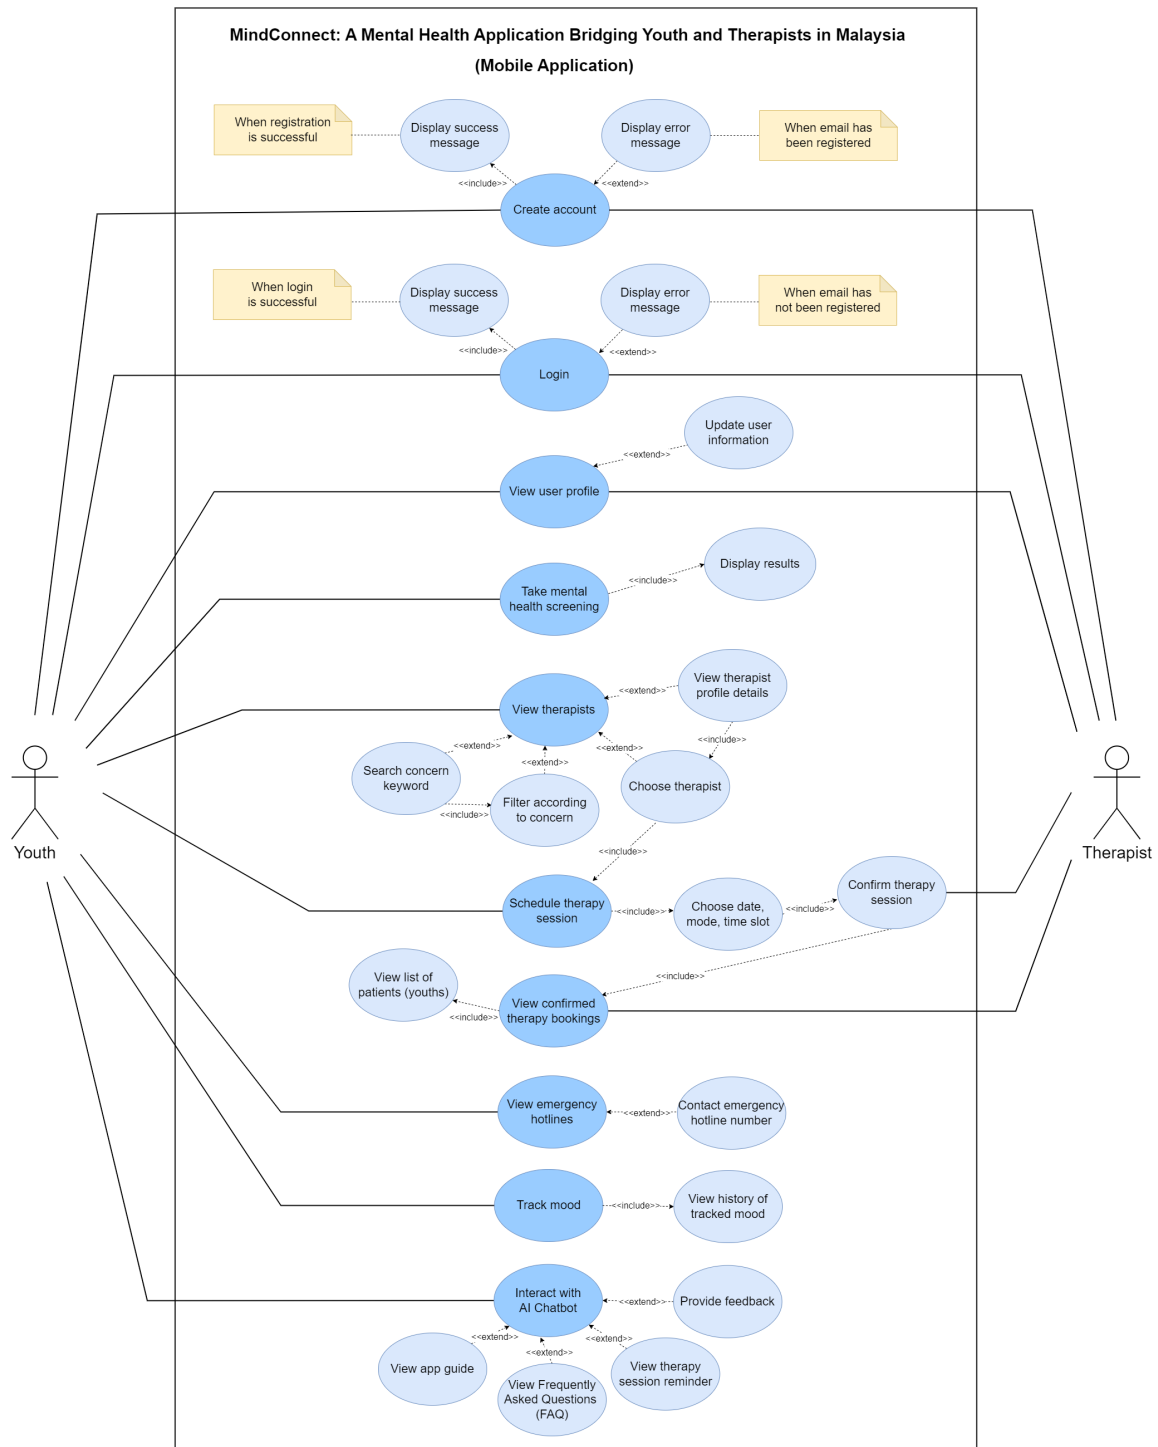 MindConnect: A Mental Health Application Bridging Youth and Therapists in Malaysia
(Mobile Application)
When registration
is successful
Display success
message
Display error
message
When email has
been registered
<<include>>
<<extend>>
Create account
When login
is successful
Display success
message
Display error
message
When email has
not been registered
<<include>>
<<extend>>
Login
Update user
information
<<extend>>
View user profile
Display results
<<include>>
Take mental
health screening
View therapist
profile details
<<extend>>
View therapists
<<include>>
<<extend>>
<<extend>>
<<extend>>
Search concern
keyword
Choose therapist
<<include>>
Filter according
to concern
Youth
Therapist
<<include>>
Schedule therapy
session
<<include>>
Choose date,
mode, time slot
<<include>>
Confirm therapy
session
<<include>>
View list of
patients (youths)
<<include>>
View confirmed
therapy bookings
View emergency
hotlines
<<extend>>
Contact emergency
hotline number
Track mood
<<include>>
View history of
tracked mood
Interact with
AI Chatbot
<<extend>>
Provide feedback
<<extend>>
<<extend>>
<<extend>>
View app guide
View Frequently
Asked Questions
(FAQ)
View therapy
session reminder